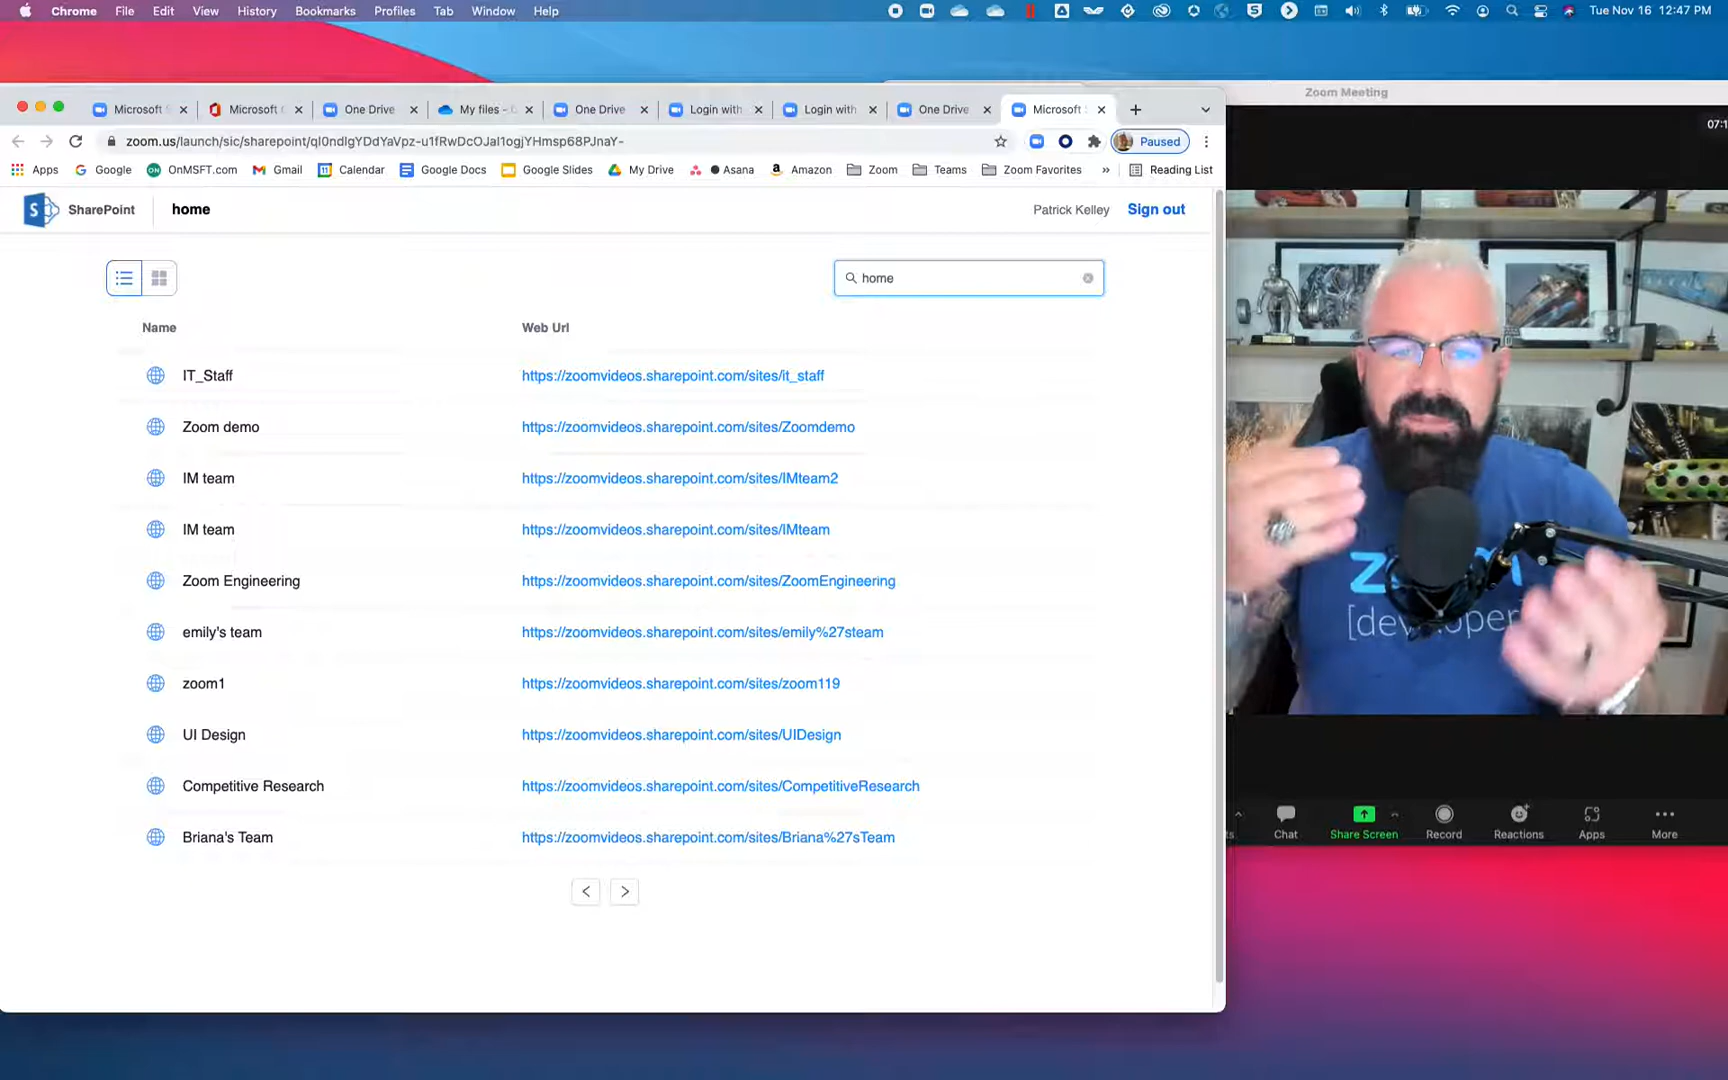 Chrome File Edit View History Bookmarks Profiles Tab Window Help Tue Nov 16 12:47 PM
Zoom Meeting
Microsoft One Drive My files - One Drive Login with Login with One Drive Microsoft
07:1
zoom.us/launch/sic/sharepoint/ql0ndlgYDdYaVpz-u1fRwDcOJal1ogjYHmsp68PJnaY- Paused
Apps Google OnMSFT.com Gmail Calendar Google Docs Google Slides My Drive Asana Amazon Zoom Teams Zoom Favorites » Reading List
SharePoint home Patrick Kelley Sign out
home
Name Web Url
IT_Staff https://zoomvideos.sharepoint.com/sites/it_staff
Zoom demo https://zoomvideos.sharepoint.com/sites/Zoomdemo
IM team https://zoomvideos.sharepoint.com/sites/IMteam2
IM team https://zoomvideos.sharepoint.com/sites/IMteam
Zoom Engineering https://zoomvideos.sharepoint.com/sites/ZoomEngineering
emily's team https://zoomvideos.sharepoint.com/sites/emily%27steam
zoom1 https://zoomvideos.sharepoint.com/sites/zoom119
UI Design https://zoomvideos.sharepoint.com/sites/UIDesign
Competitive Research https://zoomvideos.sharepoint.com/sites/CompetitiveResearch
Briana's Team https://zoomvideos.sharepoint.com/sites/Briana%27sTeam
< >
ts Chat Share Screen Record Reactions Apps More